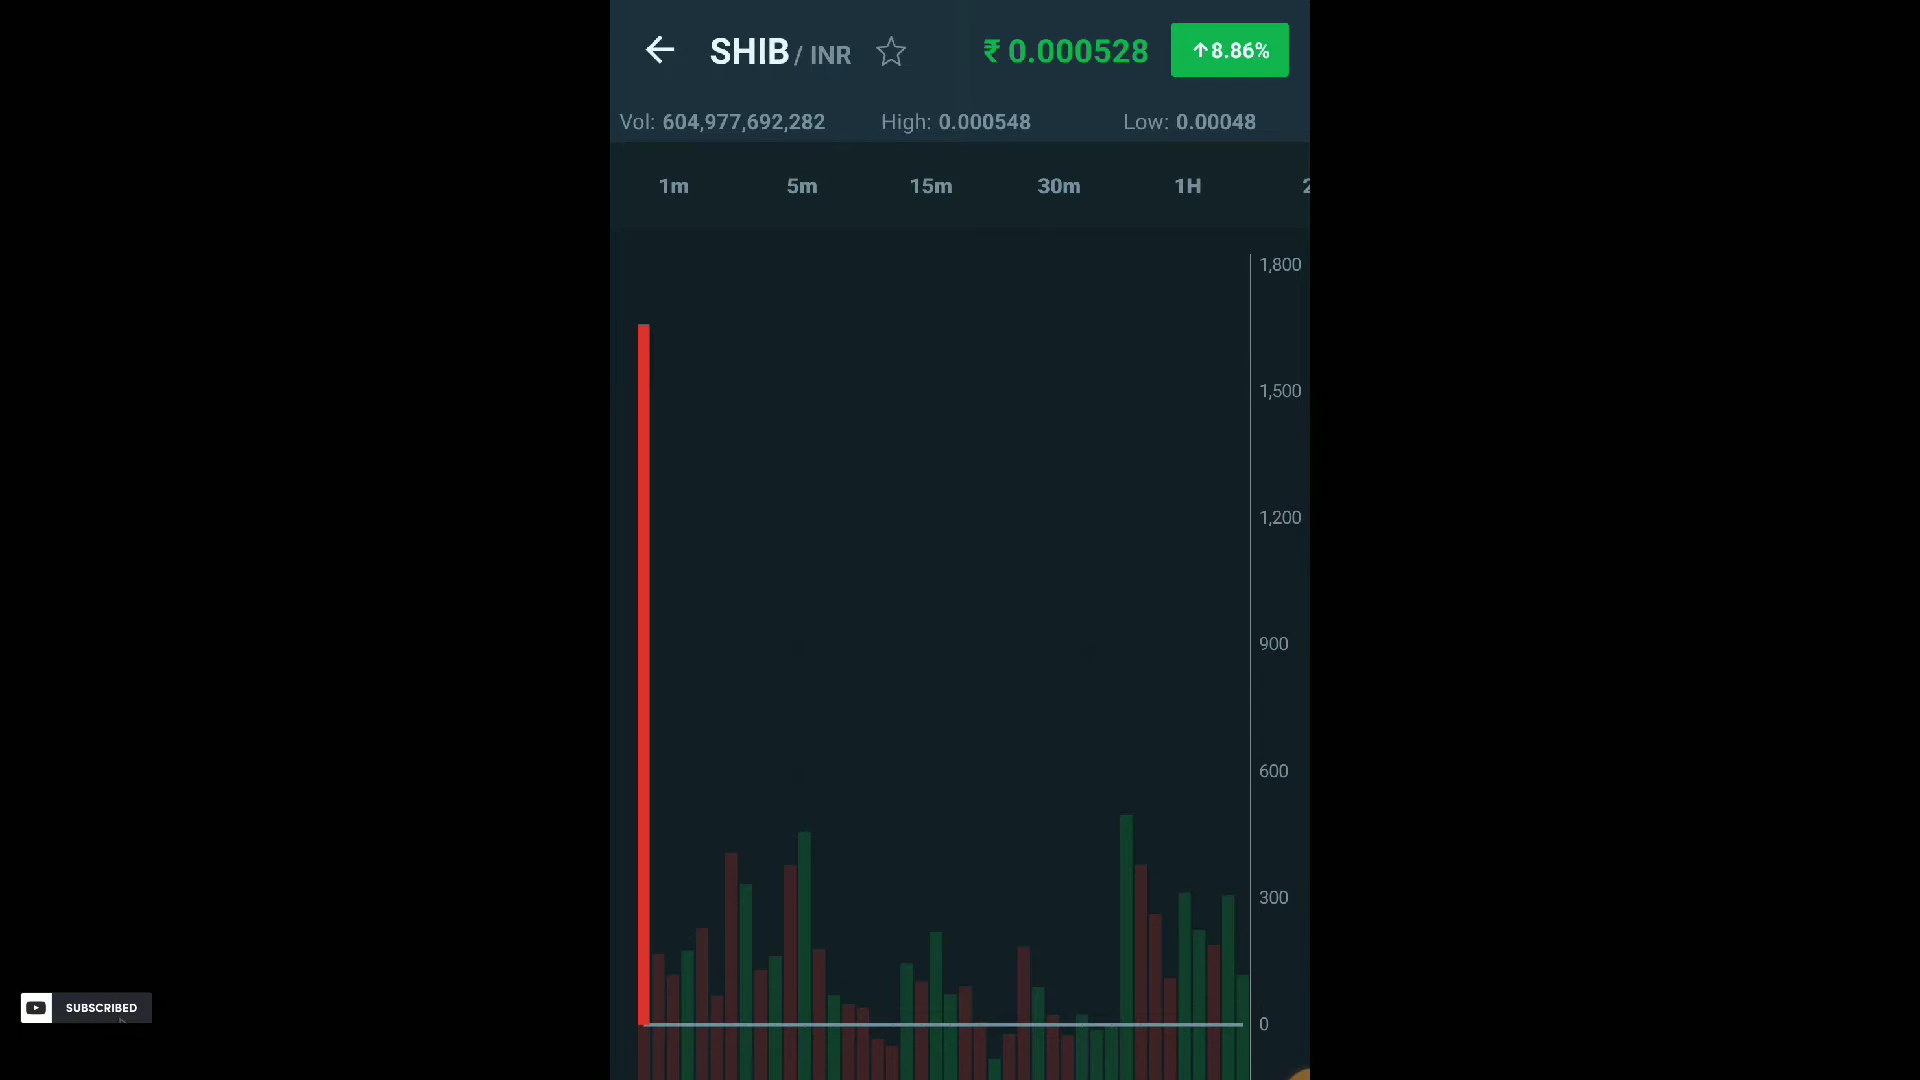 SHIB / INR ₹ 0.000528 ↑8.86%
Vol: 604,977,692,282 High: 0.000548 Low: 0.00048
1m 5m 15m 30m 1H 2
1,800
1,500
1,200
900
600
300
0
SUBSCRIBED